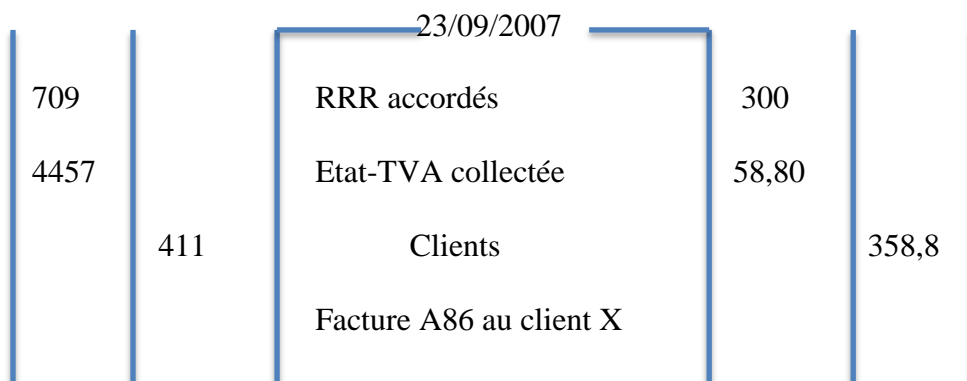 23/09/2007
709 RRR accordés 300
4457 Etat-TVA collectée 58,80
411 Clients 358,8
Facture A86 au client X